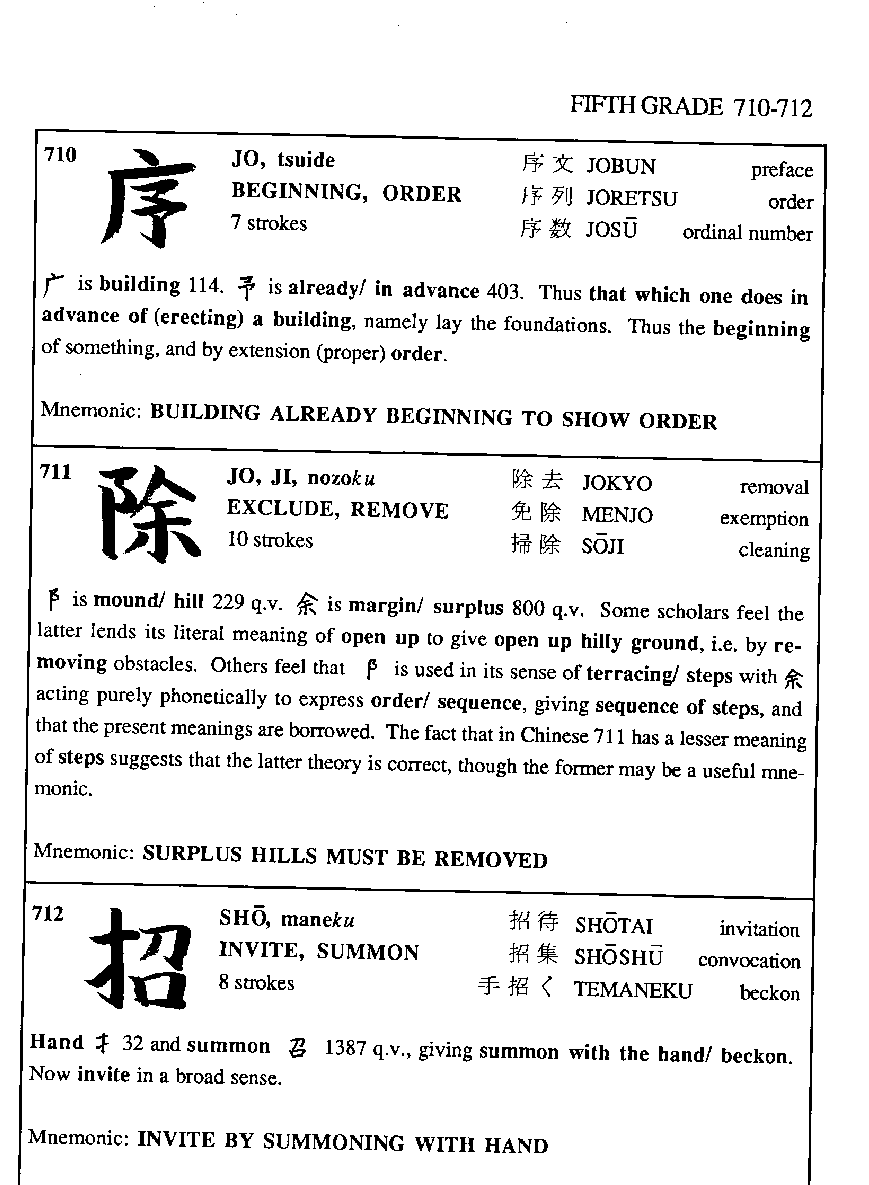 FIFTH GRADE 710-712
710 序 JO, tsuide 序文 JOBUN preface
BEGINNING, ORDER 序列 JORETSU order
7 strokes 序数 JOSŪ ordinal number
广 is building 114. 予 is already/ in advance 403. Thus that which one does in
advance of (erecting) a building, namely lay the foundations. Thus the beginning
of something, and by extension (proper) order.
Mnemonic: BUILDING ALREADY BEGINNING TO SHOW ORDER
711 除 JO, JI, nozoku 除去 JOKYO removal
EXCLUDE, REMOVE 免除 MENJO exemption
10 strokes 掃除 SŌJI cleaning
阝 is mound/ hill 229 q.v. 余 is margin/ surplus 800 q.v. Some scholars feel the
latter lends its literal meaning of open up to give open up hilly ground, i.e. by re-
moving obstacles. Others feel that 阝 is used in its sense of terracing/ steps with 余
acting purely phonetically to express order/ sequence, giving sequence of steps, and
that the present meanings are borrowed. The fact that in Chinese 711 has a lesser meaning
of steps suggests that the latter theory is correct, though the former may be a useful mne-
monic.
Mnemonic: SURPLUS HILLS MUST BE REMOVED
712 招 SHŌ, maneku 招待 SHŌTAI invitation
INVITE, SUMMON 招集 SHŌSHŪ convocation
8 strokes 手招く TEMANEKU beckon
Hand 扌 32 and summon 召 1387 q.v., giving summon with the hand/ beckon.
Now invite in a broad sense.
Mnemonic: INVITE BY SUMMONING WITH HAND